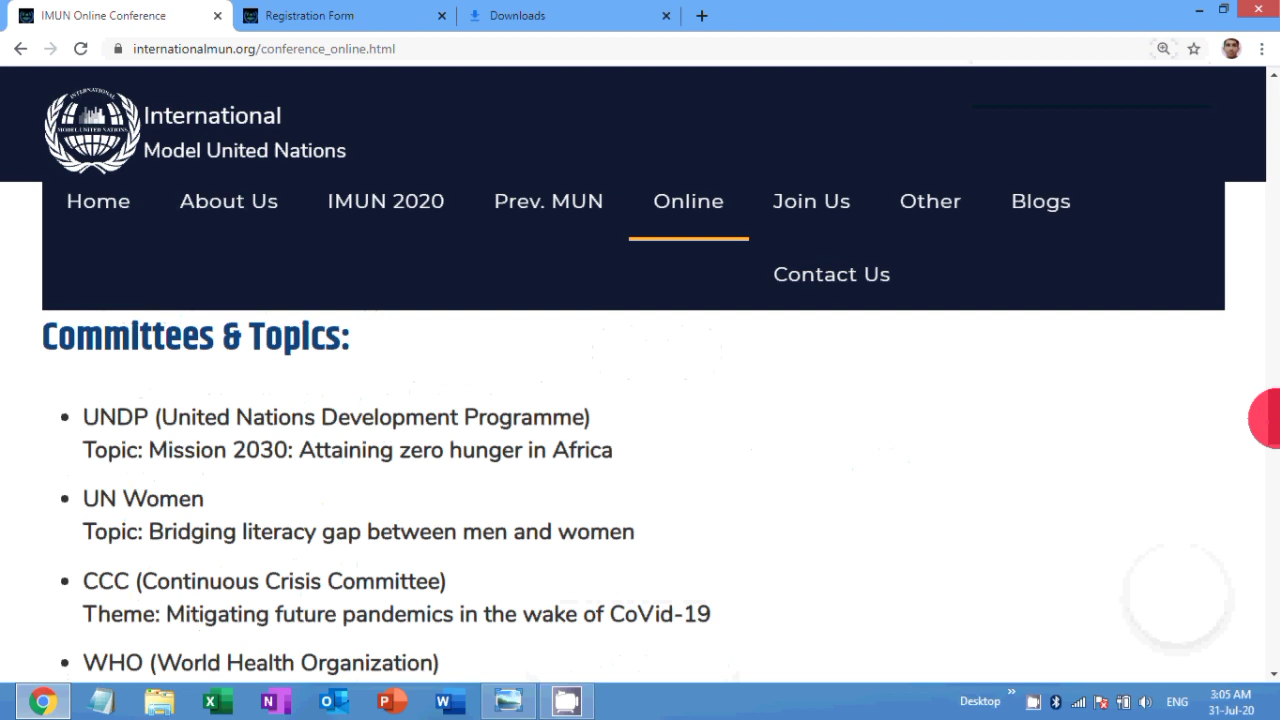 IMUN Online Conference
Registration Form
Downloads
internationalmun.org/conference_online.html
INTERNATIONAL
MODEL UNITED NATIONS
International
Model United Nations
Home About Us IMUN 2020 Prev. MUN Online Join Us Other Blogs
Contact Us
Committees & Topics:
• UNDP (United Nations Development Programme)
Topic: Mission 2030: Attaining zero hunger in Africa
• UN Women
Topic: Bridging literacy gap between men and women
• CCC (Continuous Crisis Committee)
Theme: Mitigating future pandemics in the wake of CoVid-19
• WHO (World Health Organization)
Desktop
ENG
3:05 AM
31-Jul-20